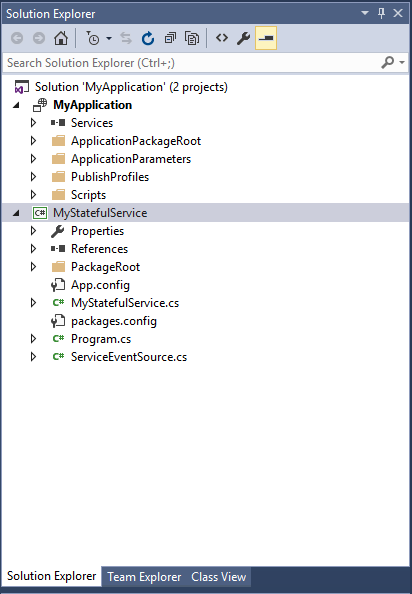 Solution Explorer
Search Solution Explorer (Ctrl+;)
Solution 'MyApplication' (2 projects)
MyApplication
Services
ApplicationPackageRoot
ApplicationParameters
PublishProfiles
Scripts
C# MyStatefulService
Properties
References
PackageRoot
App.config
C# MyStatefulService.cs
packages.config
C# Program.cs
C# ServiceEventSource.cs
Solution Explorer Team Explorer Class View